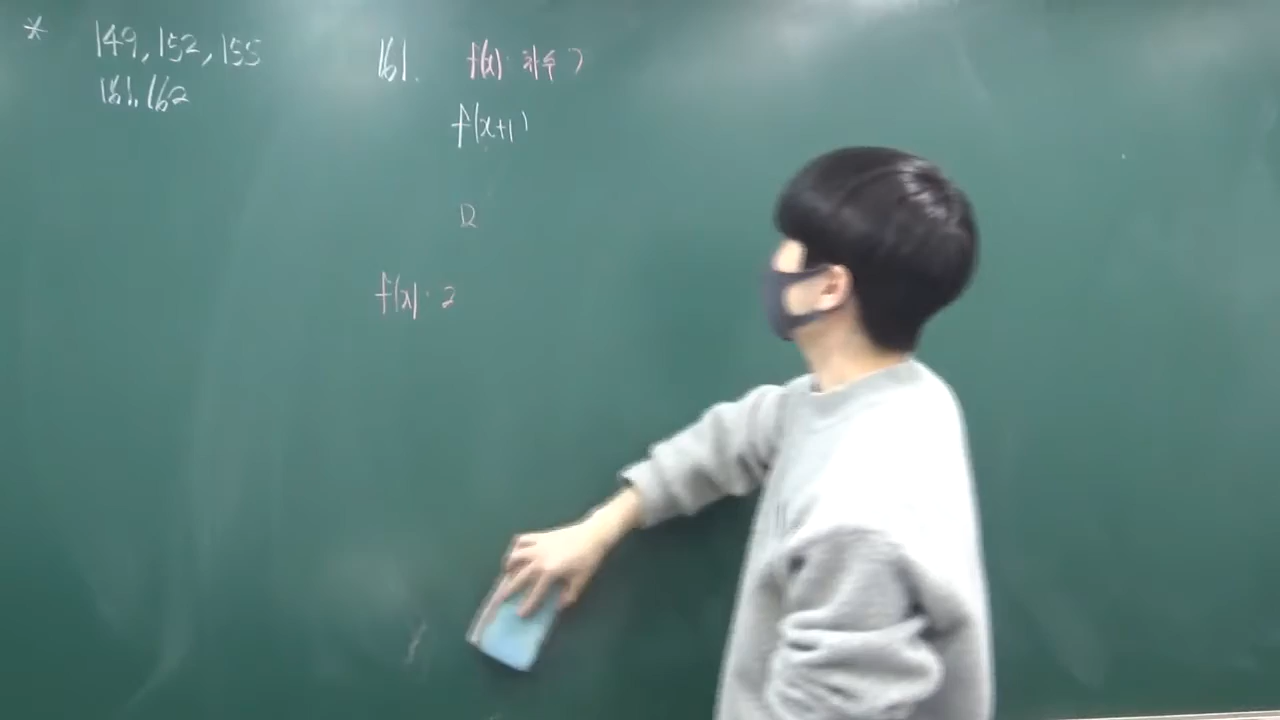 * 149, 152, 155
161, 162
161. f(x) 차수 ?
f(x+1)
f(x) : 2